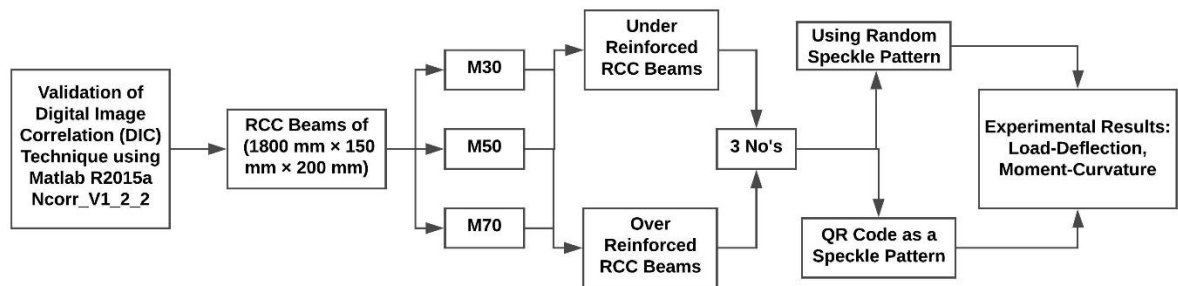 Validation of
Digital Image
Correlation (DIC)
Technique using
Matlab R2015a
Ncorr_V1_2_2
RCC Beams of
(1800 mm × 150
mm × 200 mm)
M30
M50
M70
Under
Reinforced
RCC Beams
Over
Reinforced
RCC Beams
3 No's
Using Random
Speckle Pattern
QR Code as a
Speckle Pattern
Experimental Results:
Load-Deflection,
Moment-Curvature